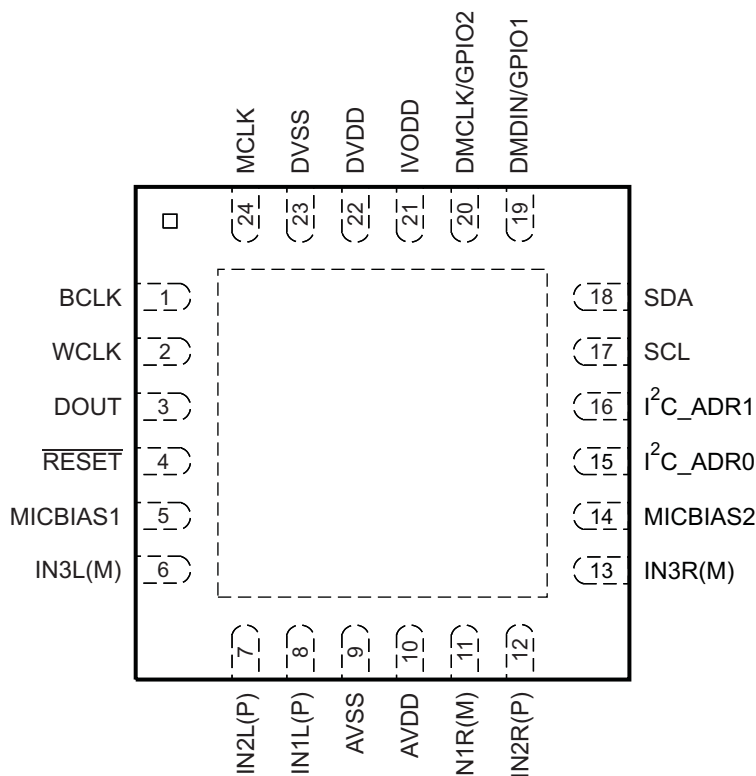 MCLK
DVSS
DVDD
IVODD
DMCLK/GPIO2
DMDIN/GPIO1
24
23
22
21
20
19
BCLK 1
WCLK 2
DOUT 3
RESET 4
MICBIAS1 5
IN3L(M) 6
18 SDA
17 SCL
16 I²C_ADR1
15 I²C_ADR0
14 MICBIAS2
13 IN3R(M)
7
8
9
10
11
12
IN2L(P)
IN1L(P)
AVSS
AVDD
N1R(M)
IN2R(P)